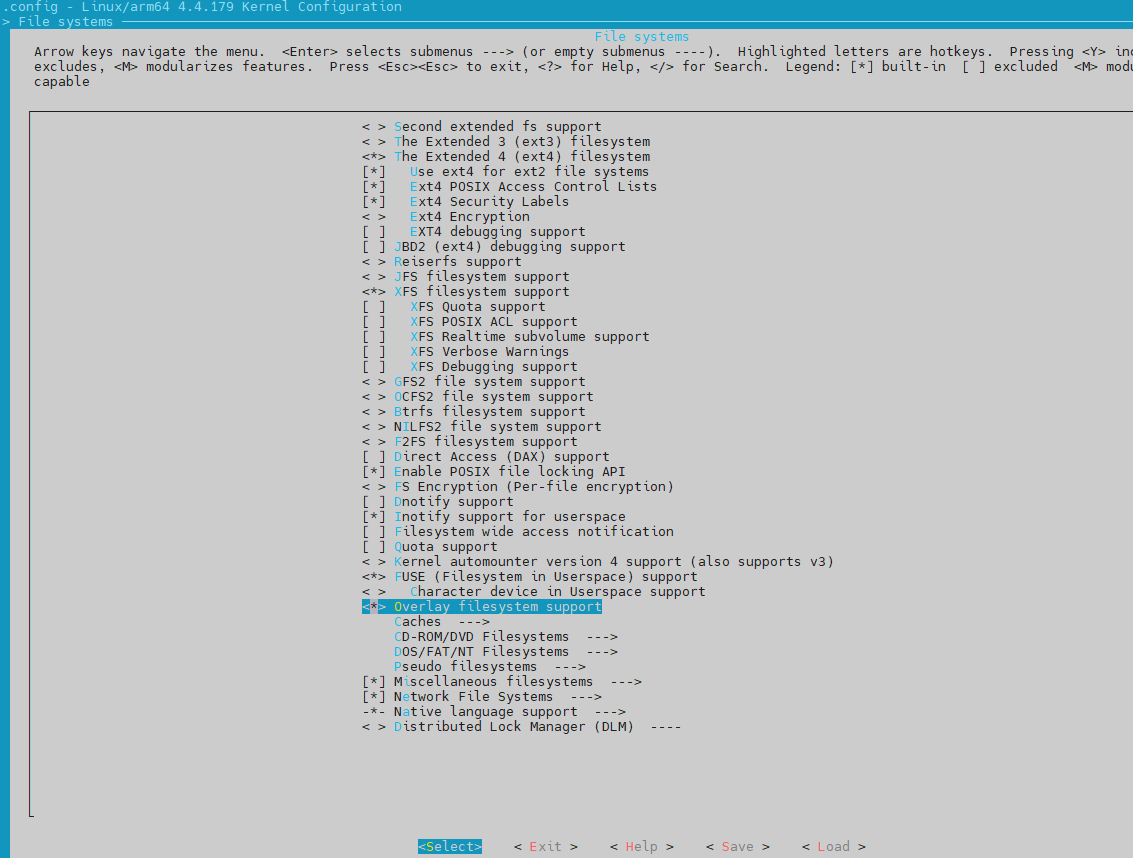 .config - Linux/arm64 4.4.179 Kernel Configuration
> File systems
File systems
Arrow keys navigate the menu.  <Enter> selects submenus ---> (or empty submenus ----).  Highlighted letters are hotkeys.  Pressing <Y>
excludes, <M> modularizes features.  Press <Esc><Esc> to exit, <?> for Help, </> for Search.  Legend: [*] built-in  [ ] excluded  <M>
capable
< > Second extended fs support
< > The Extended 3 (ext3) filesystem
<*> The Extended 4 (ext4) filesystem
[*]   Use ext4 for ext2 file systems
[*]   Ext4 POSIX Access Control Lists
[*]   Ext4 Security Labels
< >   Ext4 Encryption
[ ]   EXT4 debugging support
[ ] JBD2 (ext4) debugging support
< > Reiserfs support
< > JFS filesystem support
<*> XFS filesystem support
[ ]   XFS Quota support
[ ]   XFS POSIX ACL support
[ ]   XFS Realtime subvolume support
[ ]   XFS Verbose Warnings
[ ]   XFS Debugging support
< > GFS2 file system support
< > OCFS2 file system support
< > Btrfs filesystem support
< > NILFS2 file system support
< > F2FS filesystem support
[ ] Direct Access (DAX) support
[*] Enable POSIX file locking API
< > FS Encryption (Per-file encryption)
[ ] Dnotify support
[*] Inotify support for userspace
[ ] Filesystem wide access notification
[ ] Quota support
< > Kernel automounter version 4 support (also supports v3)
<*> FUSE (Filesystem in Userspace) support
< >   Character device in Userspace support
<*> Overlay filesystem support
Caches  --->
CD-ROM/DVD Filesystems  --->
DOS/FAT/NT Filesystems  --->
Pseudo filesystems  --->
[*] Miscellaneous filesystems  --->
[*] Network File Systems  --->
-*- Native language support  --->
< > Distributed Lock Manager (DLM)  ----
<Select>    < Exit >    < Help >    < Save >    < Load >